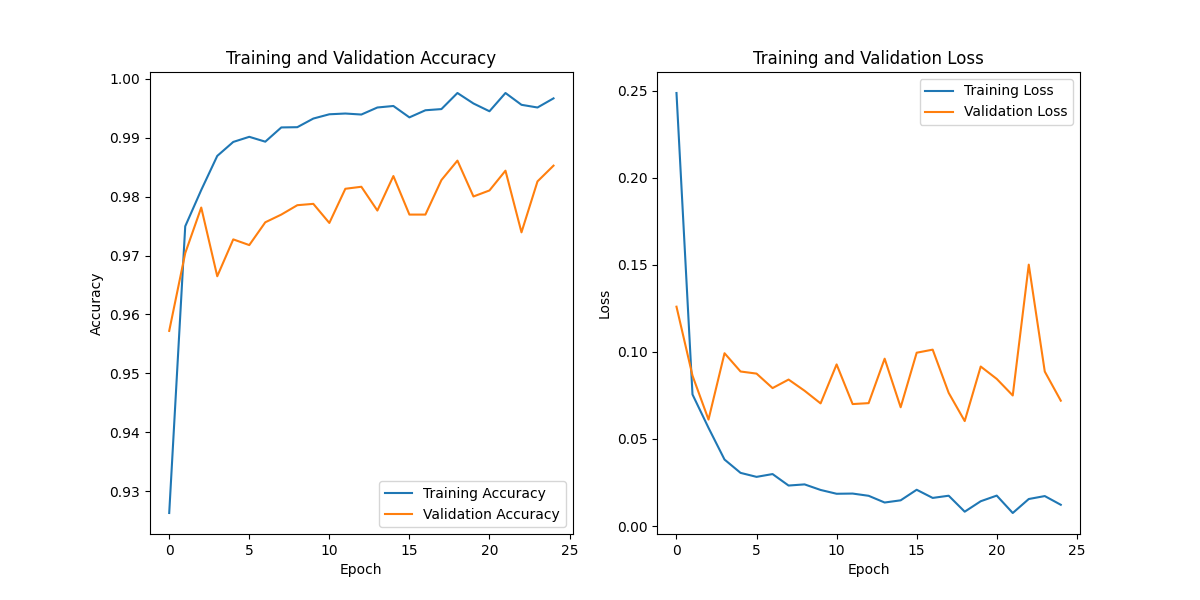 Training and Validation Accuracy
1.00
0.99
0.98
0.97
0.96
0.95
0.94
0.93
Accuracy
0
5
10
15
20
25
Epoch
Training Accuracy
Validation Accuracy
Training and Validation Loss
0.25
0.20
0.15
0.10
0.05
0.00
Loss
0
5
10
15
20
25
Epoch
Training Loss
Validation Loss